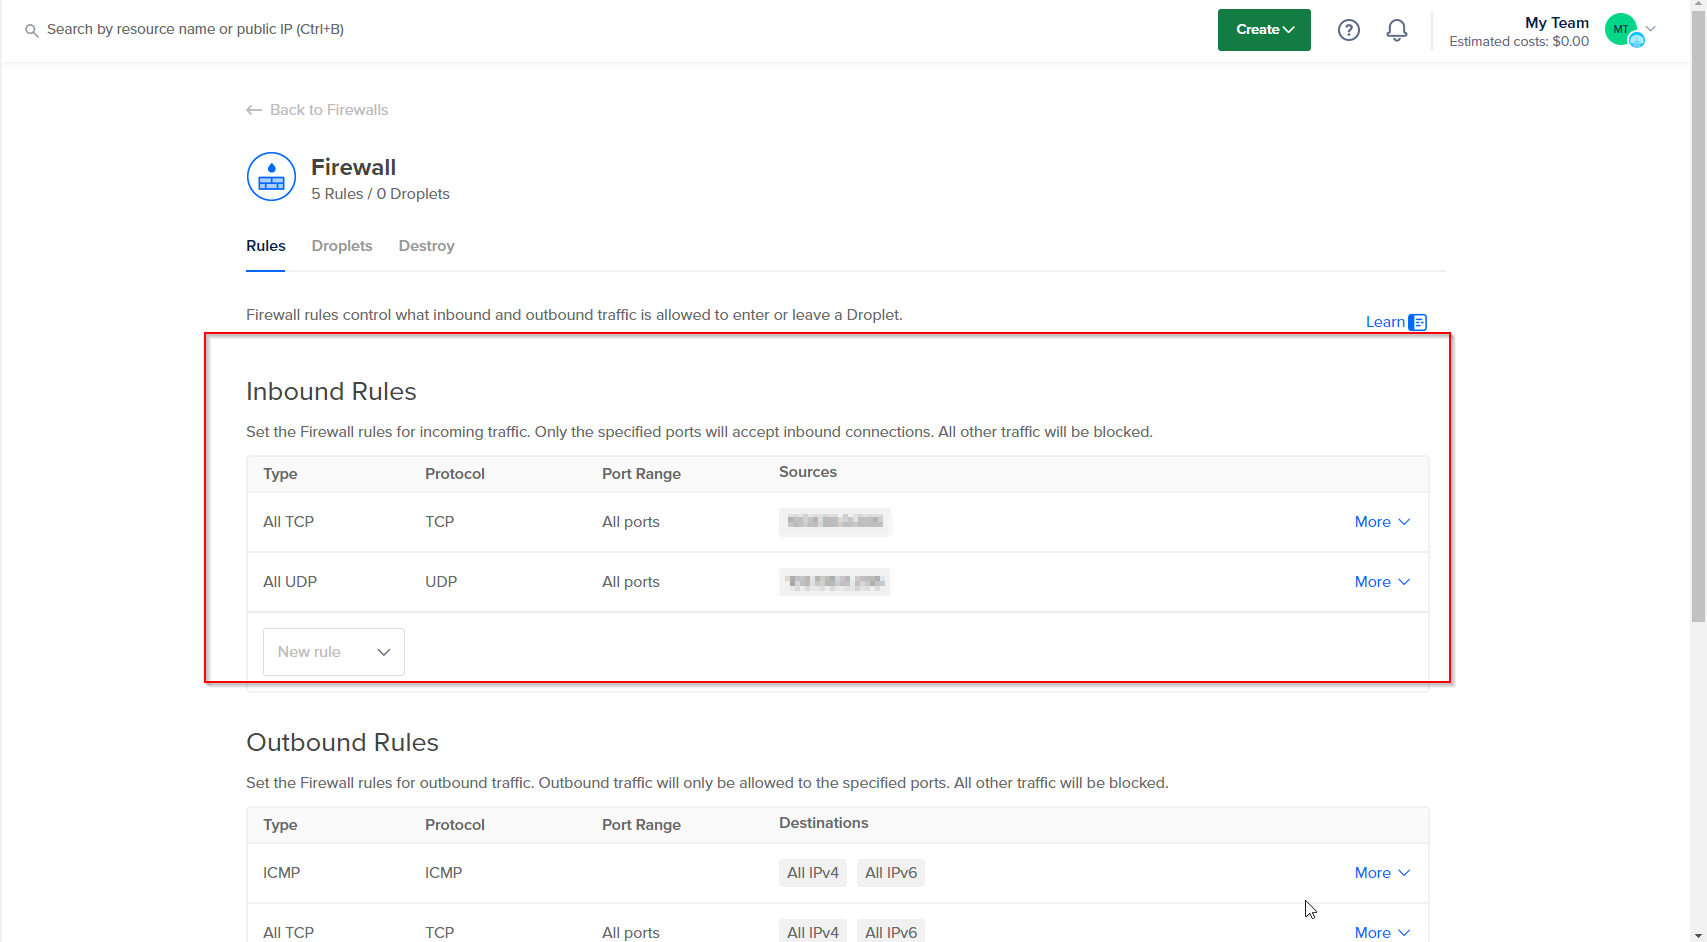 Search by resource name or public IP (Ctrl+B)
Create
?
My Team
Estimated costs: $0.00
MT
Back to Firewalls
Firewall
5 Rules / 0 Droplets
Rules Droplets Destroy
Firewall rules control what inbound and outbound traffic is allowed to enter or leave a Droplet.
Learn
Inbound Rules
Set the Firewall rules for incoming traffic. Only the specified ports will accept inbound connections. All other traffic will be blocked.
Type Protocol Port Range Sources
All TCP TCP All ports More
All UDP UDP All ports More
New rule
Outbound Rules
Set the Firewall rules for outbound traffic. Outbound traffic will only be allowed to the specified ports. All other traffic will be blocked.
Type Protocol Port Range Destinations
ICMP ICMP All IPv4 All IPv6 More
All TCP TCP All ports All IPv4 All IPv6 More